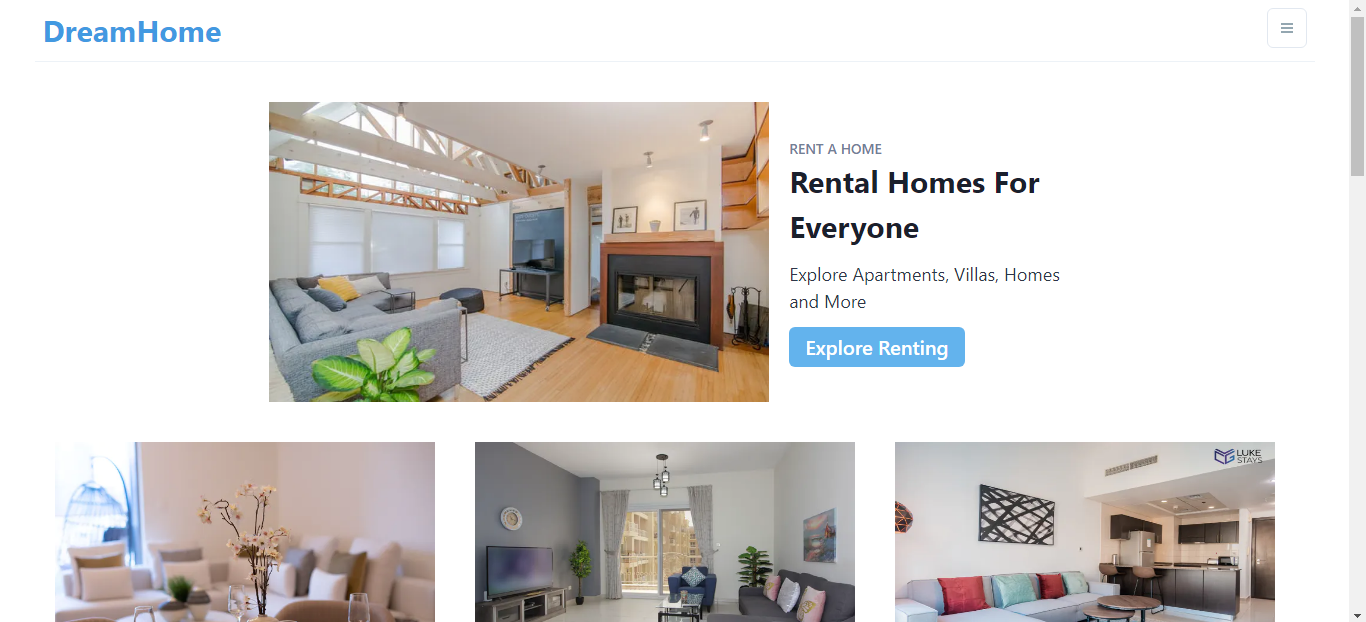 DreamHome
RENT A HOME
Rental Homes For
Everyone
Explore Apartments, Villas, Homes
and More
Explore Renting
LUKE
STAYS